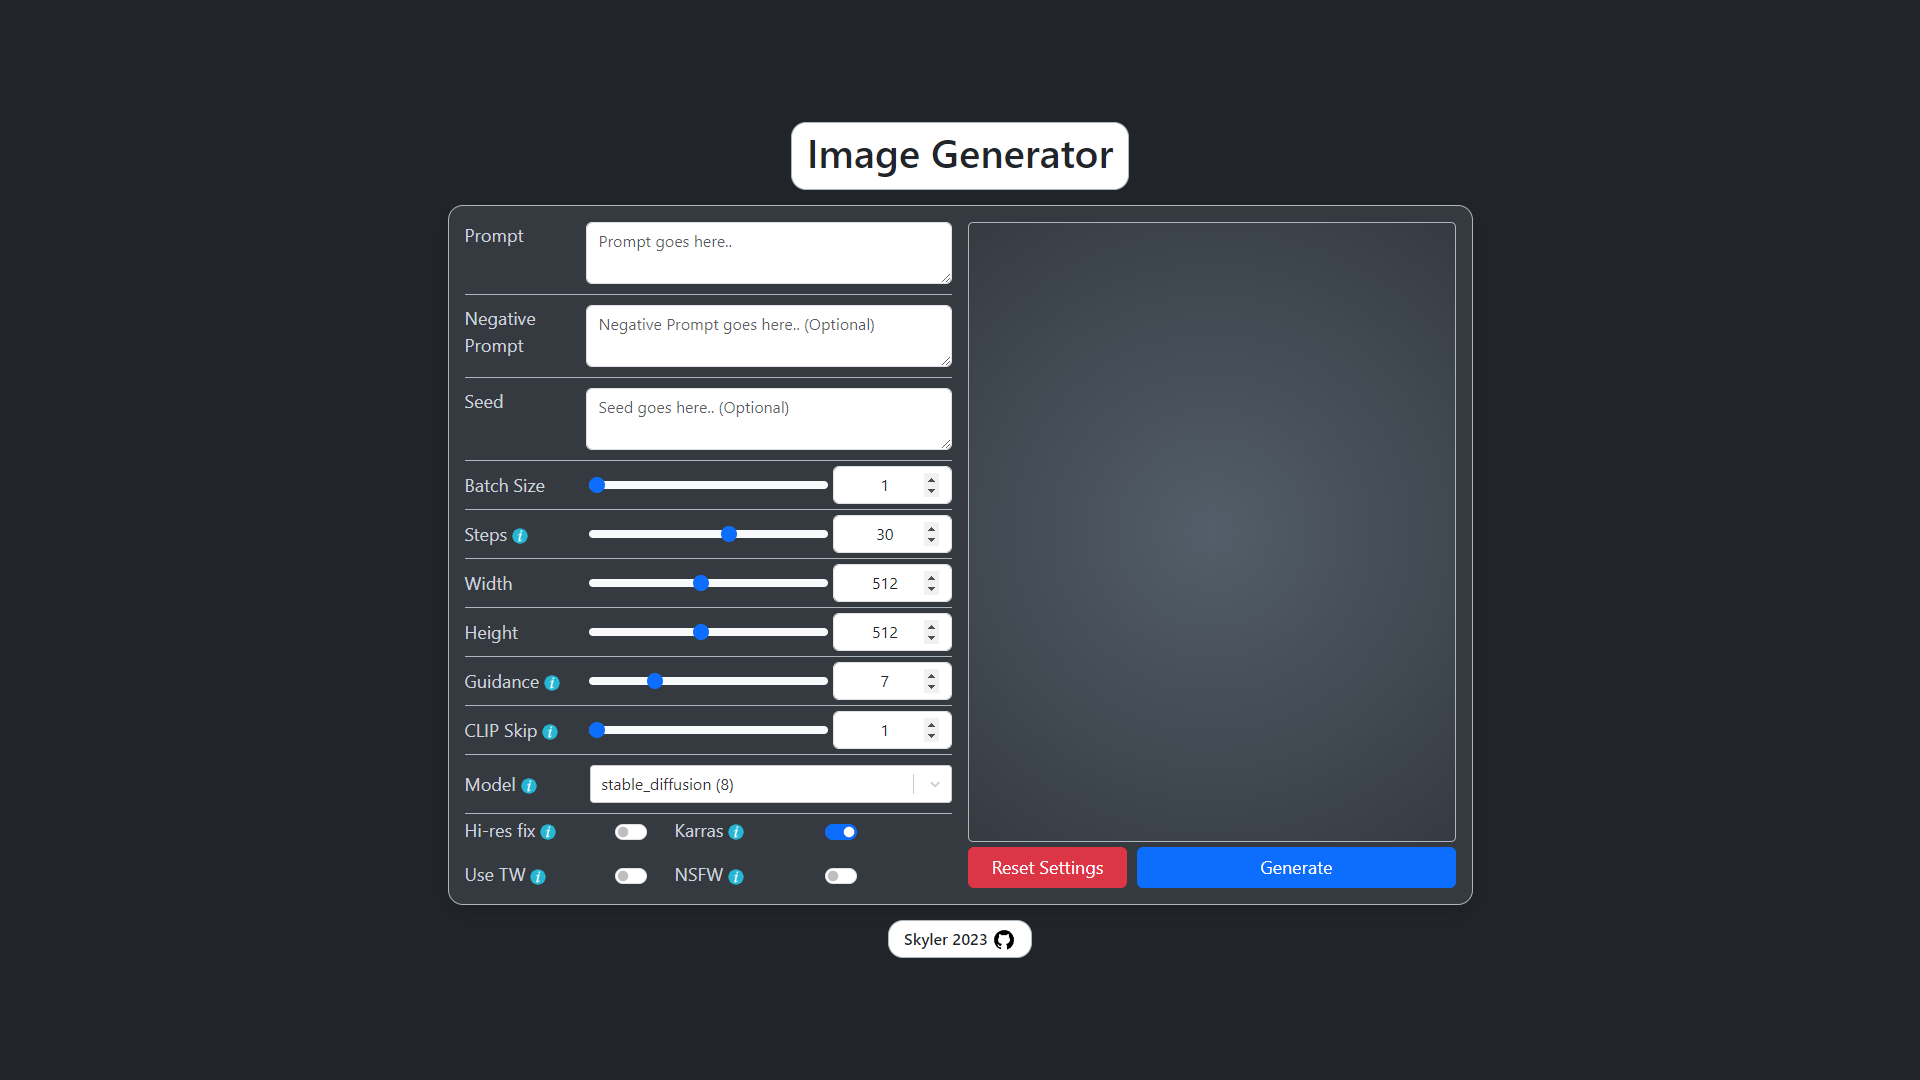 Image Generator
Prompt
Prompt goes here..
Negative
Prompt
Negative Prompt goes here.. (Optional)
Seed
Seed goes here.. (Optional)
Batch Size
1
Steps i
30
Width
512
Height
512
Guidance i
7
CLIP Skip i
1
Model i
stable_diffusion (8)
Hi-res fix i
Karras i
Use TW i
NSFW i
Reset Settings
Generate
Skyler 2023